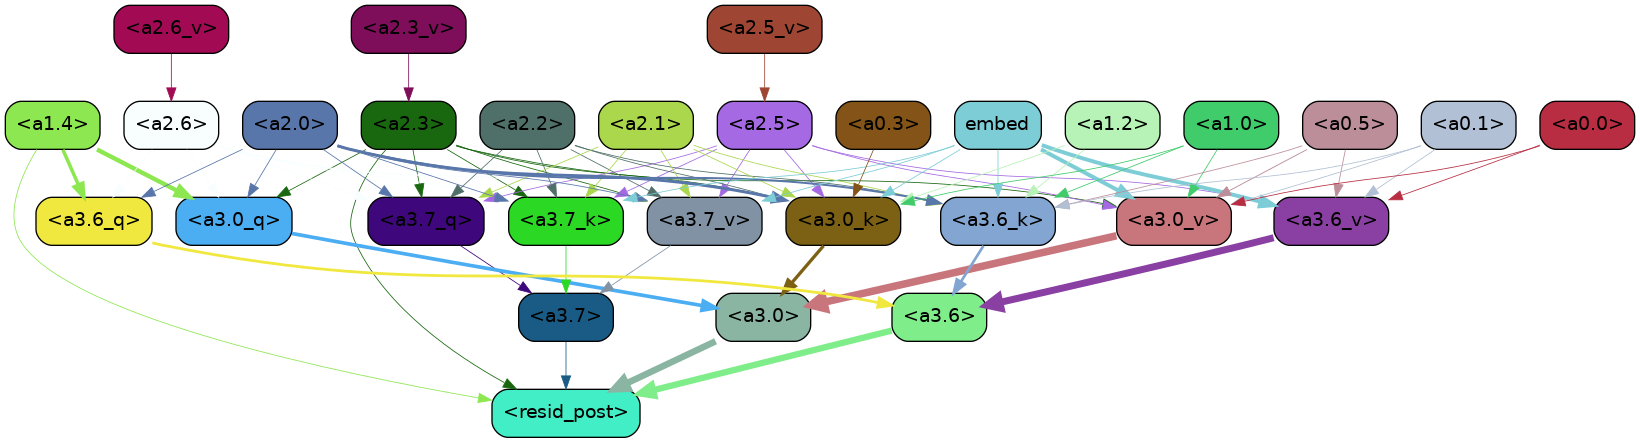 <a2.6_v> <a2.3_v> <a2.5_v>
<a1.4> <a2.6> <a2.0> <a2.3> <a2.2> <a2.1> <a2.5> <a0.3> embed <a1.2> <a1.0> <a0.5> <a0.1> <a0.0>
<a3.6_q> <a3.0_q> <a3.7_q> <a3.7_k> <a3.7_v> <a3.0_k> <a3.6_k> <a3.0_v> <a3.6_v>
<a3.7> <a3.0> <a3.6>
<resid_post>